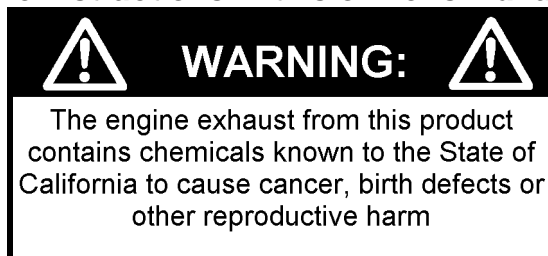 WARNING:
The engine exhaust from this product
contains chemicals known to the State of
California to cause cancer, birth defects or
other reproductive harm